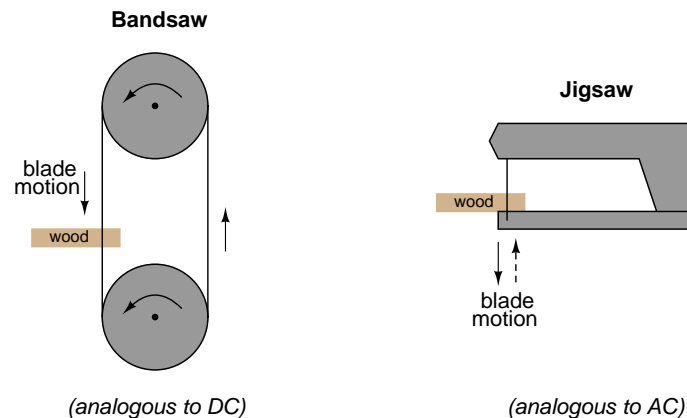 Bandsaw
blade
motion
wood
(analogous to DC)
Jigsaw
wood
blade
motion
(analogous to AC)